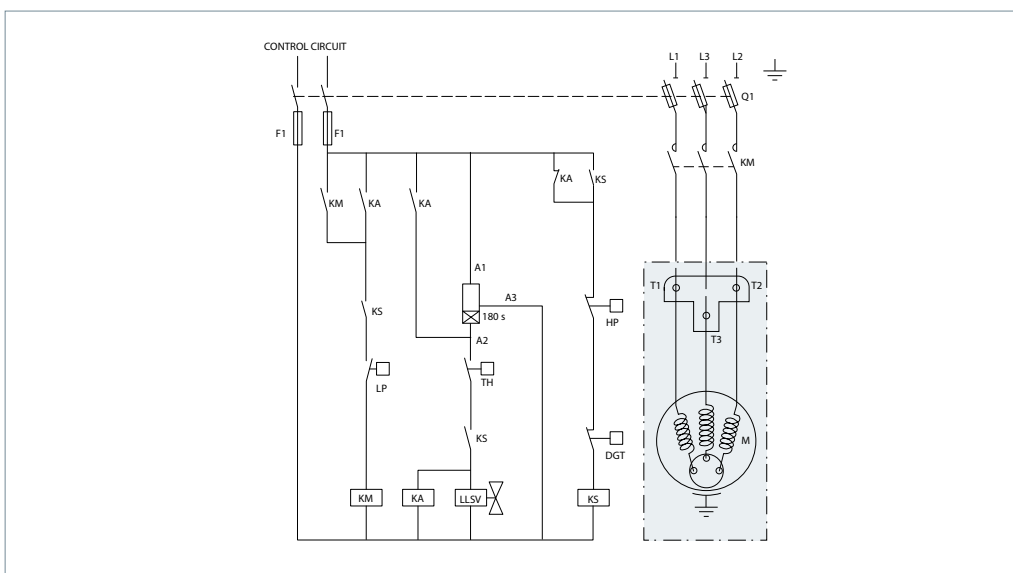 CONTROL CIRCUIT
L1 L3 L2
Q1
F1 F1
KM
KA KS
KM KA KA
A1
T1 T2
A3
180 s
KS
HP
A2
T3
LP
TH
KS
M
DGT
KM KA LLSV KS